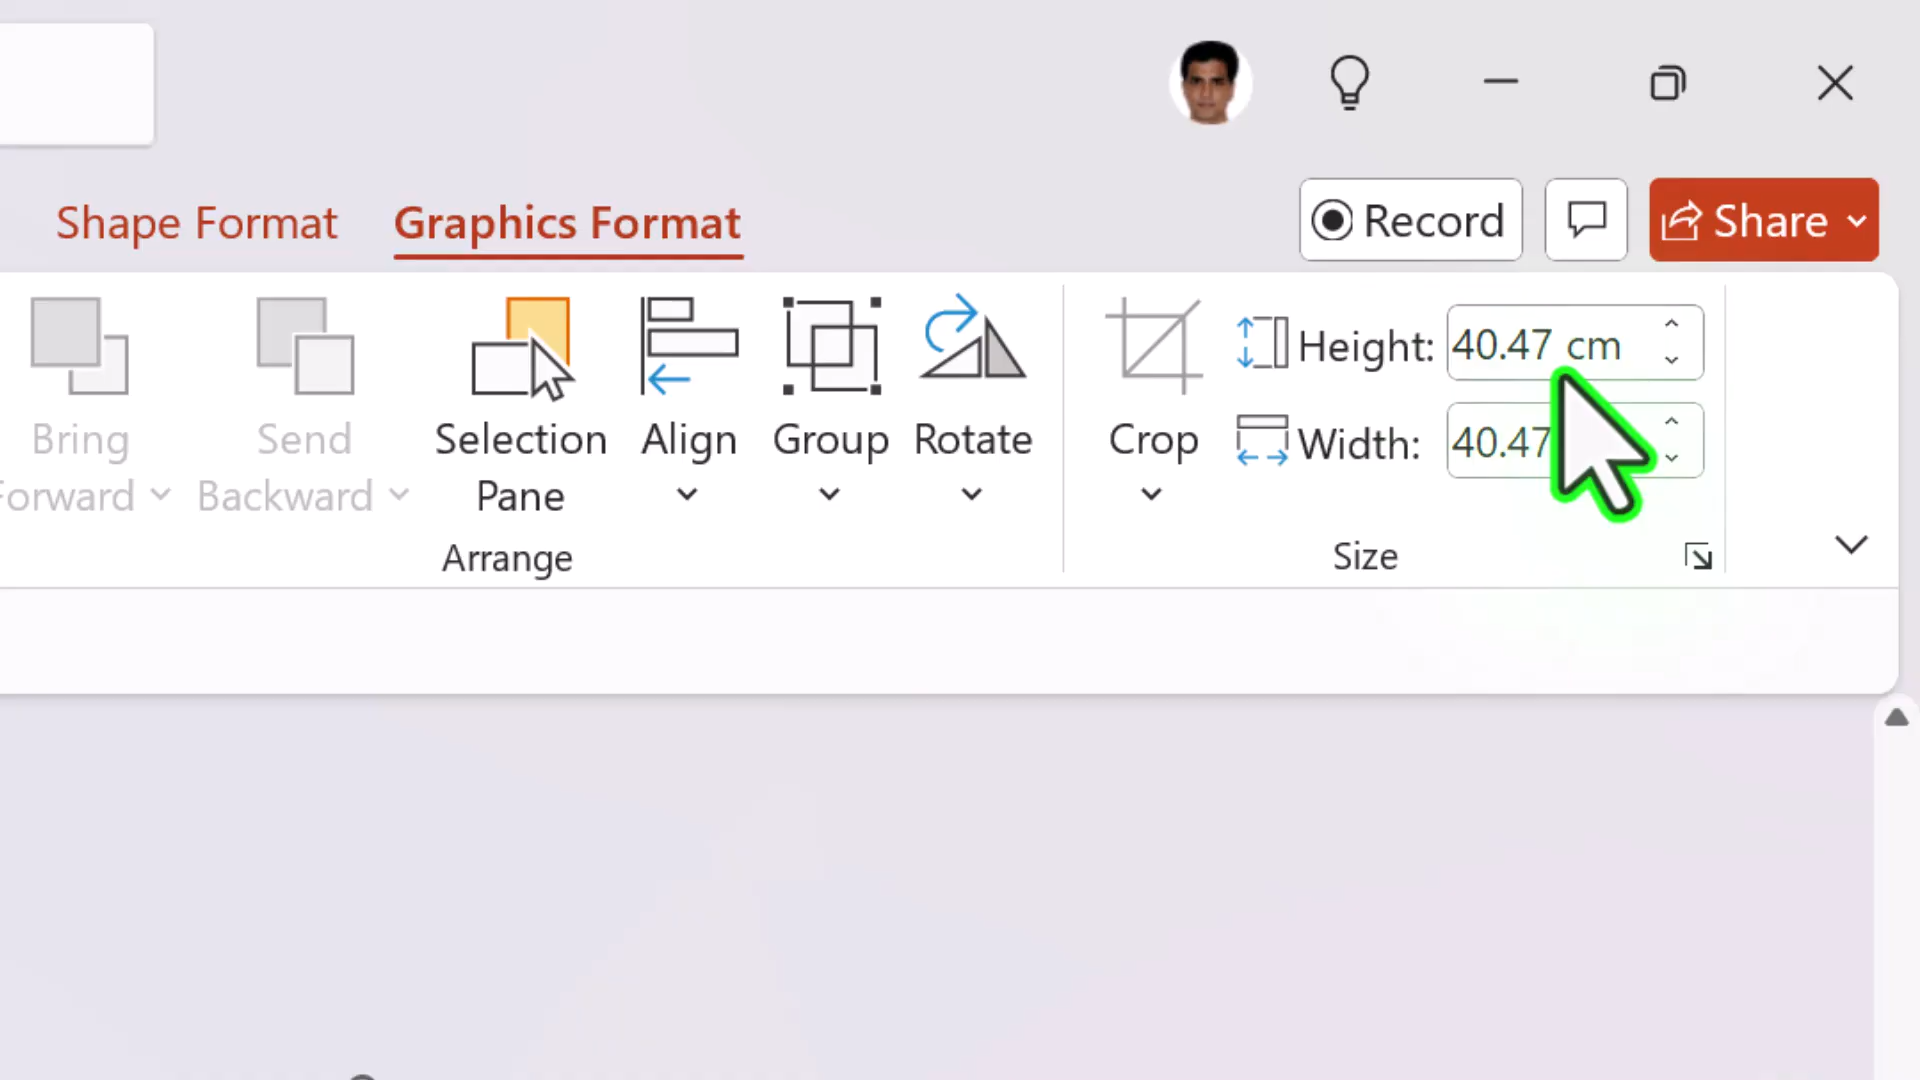 Shape Format Graphics Format Record Share
Bring Send Selection Align Group Rotate Crop Height: 40.47 cm
Width: 40.47
Forward Backward Pane
Arrange Size